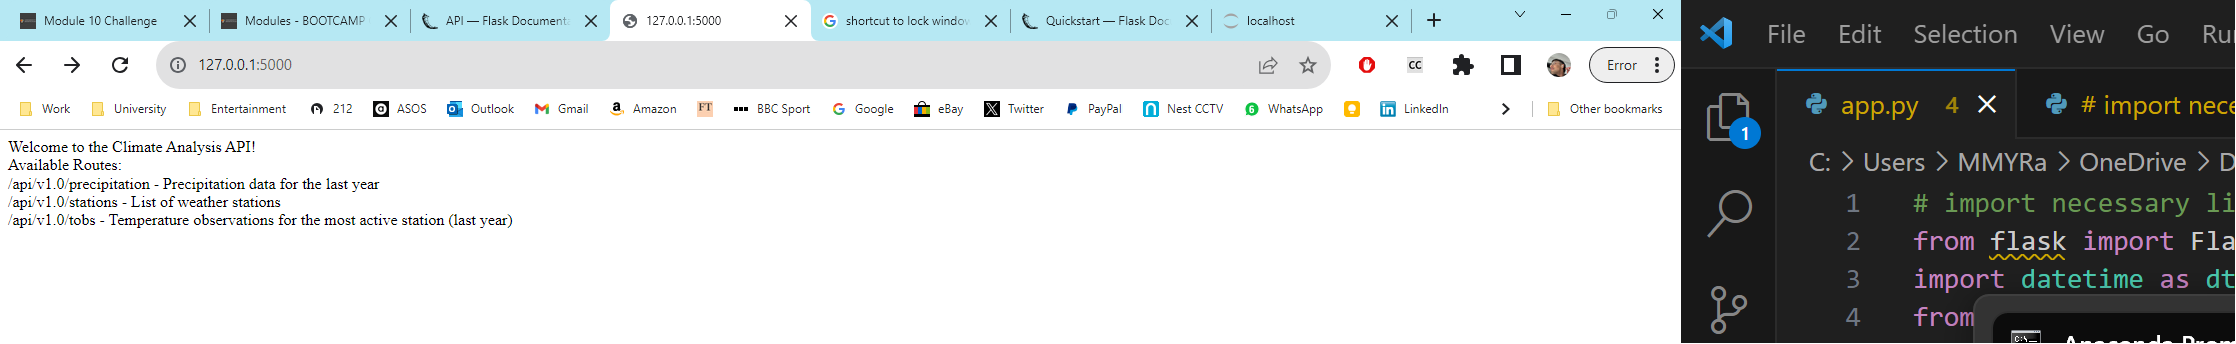 Module 10 Challenge
Modules - BOOTCAMP
API — Flask Documenta
127.0.0.1:5000
shortcut to lock window
Quickstart — Flask Doc
localhost
127.0.0.1:5000
CC
Error
Work
University
Entertainment
212
ASOS
Outlook
Gmail
Amazon
FT
BBC Sport
Google
eBay
Twitter
PayPal
Nest CCTV
WhatsApp
LinkedIn
Other bookmarks
Welcome to the Climate Analysis API!
Available Routes:
/api/v1.0/precipitation - Precipitation data for the last year
/api/v1.0/stations - List of weather stations
/api/v1.0/tobs - Temperature observations for the most active station (last year)
File Edit Selection View Go Ru
1
app.py 4
# import nece
C: > Users > MMYRa > OneDrive > D
1 # import necessary li
2 from flask import Fla
3 import datetime as dt
4 from
Anaconda Prom